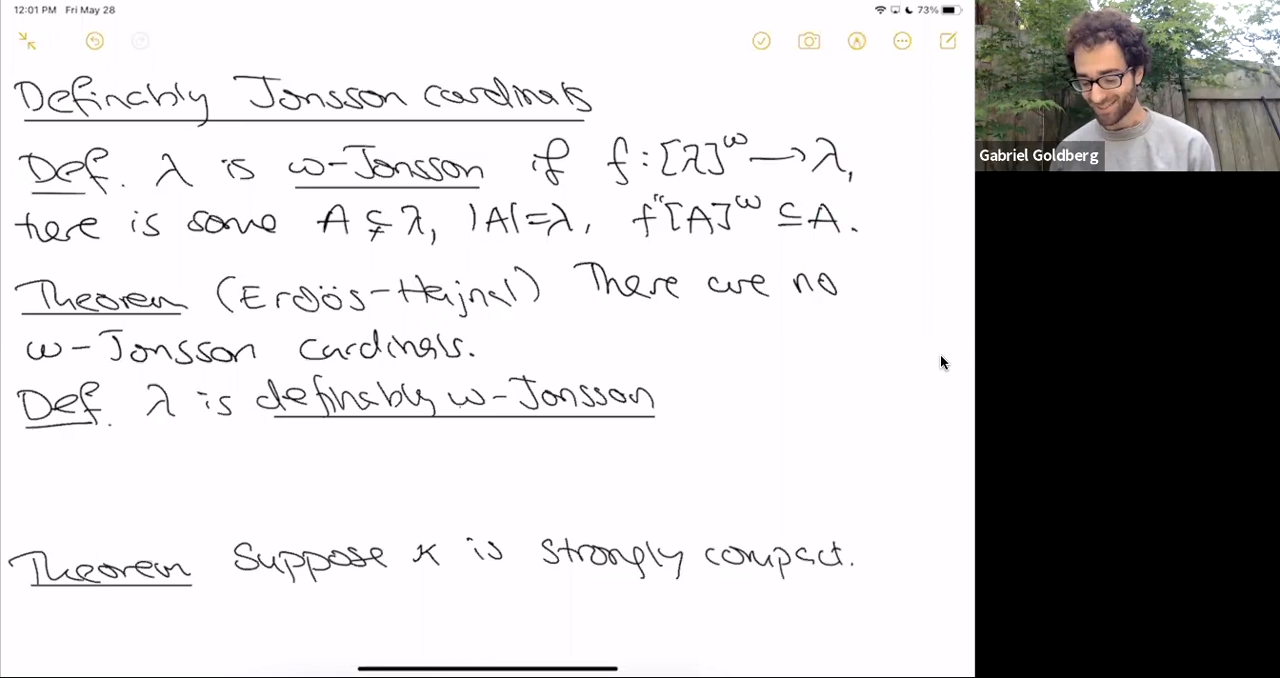 12:01 PM Fri May 28
73%
Definably Jonsson cardinals
Def. λ is ω-Jonsson if f:[λ]^ω→λ,
there is some A⊊λ, |A|=λ, f"[A]^ω ⊆A.
Theorem (Erdös-Hajnal) There are no
ω-Jonsson cardinals.
Def. λ is definably ω-Jonsson
Theorem Suppose κ is strongly compact.
Gabriel Goldberg